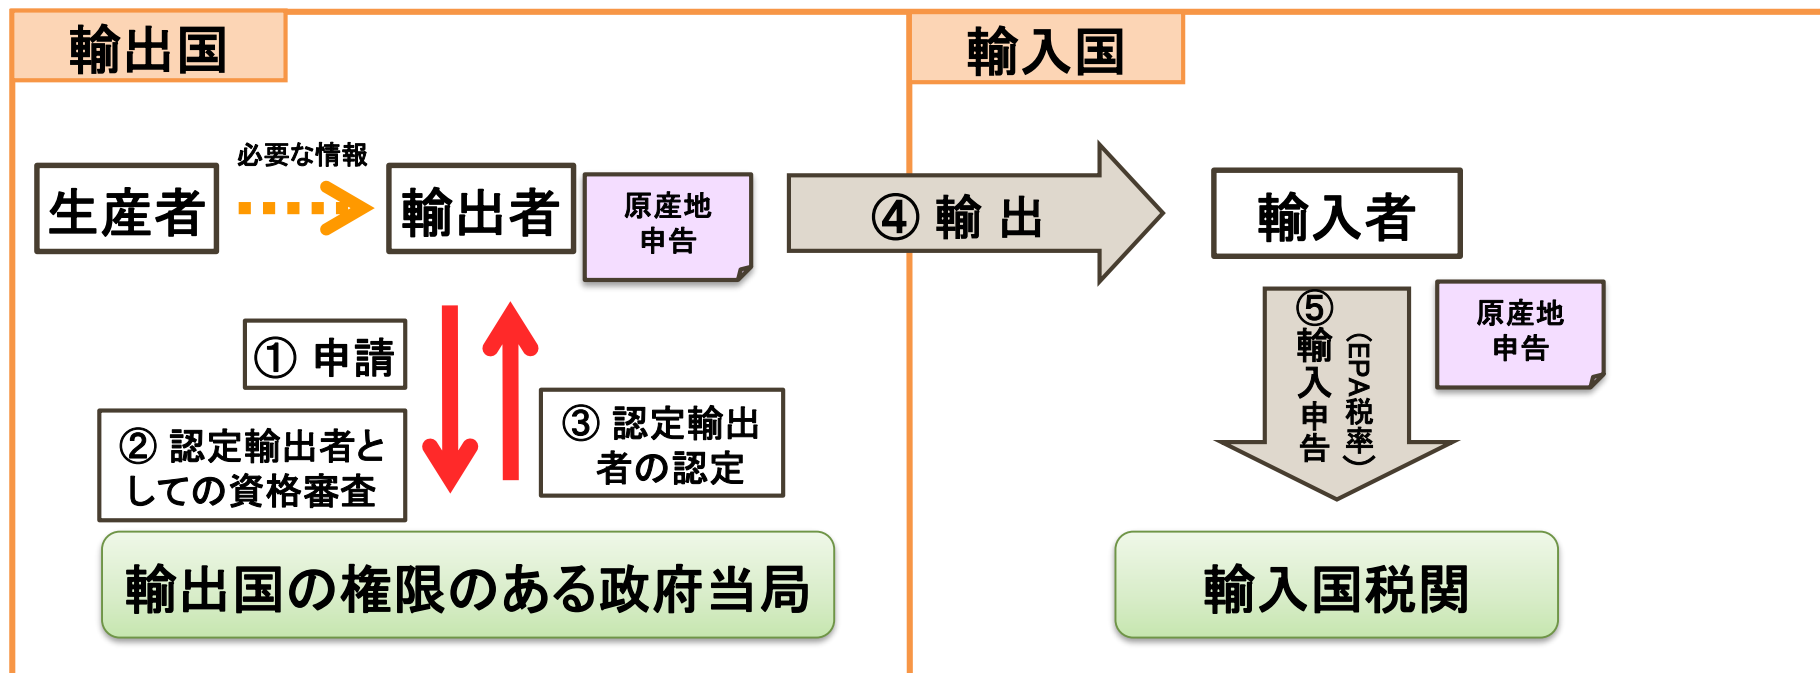 輸出国
輸入国
必要な情報
生産者
輸出者
原産地
申告
④ 輸 出
輸入者
① 申請
② 認定輸出者と
しての資格審査
③ 認定輸出
者の認定
⑤輸入申告
(EPA税率)
原産地
申告
輸出国の権限のある政府当局
輸入国税関